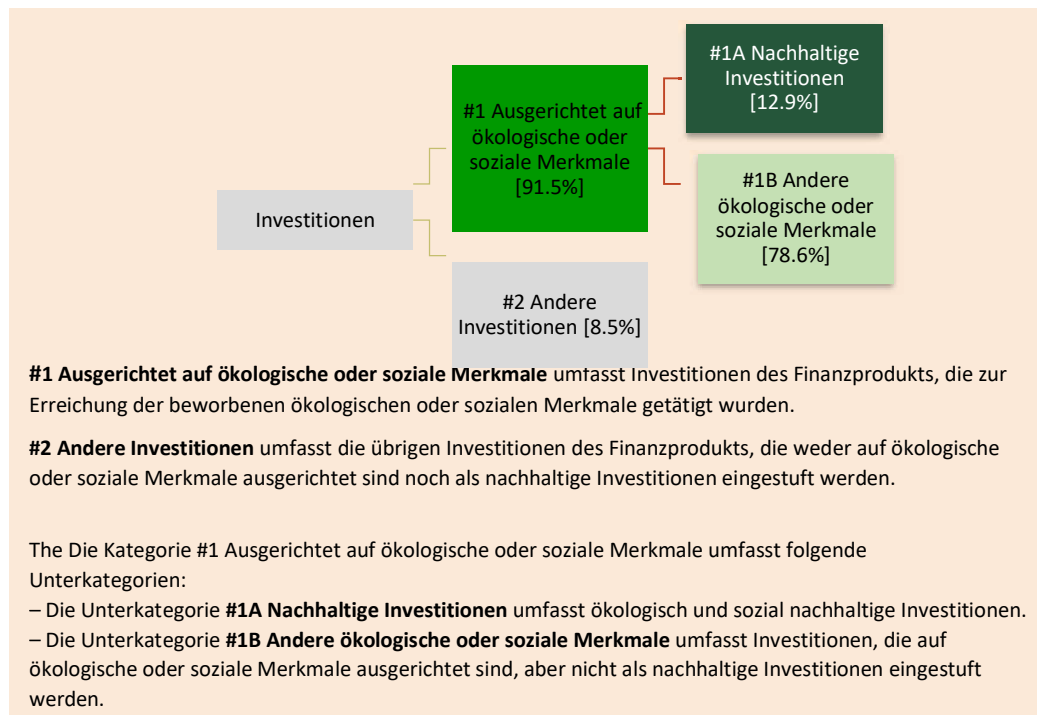 #1A Nachhaltige
Investitionen
[12.9%]
#1 Ausgerichtet auf
ökologische oder
soziale Merkmale
[91.5%]
#1B Andere
ökologische oder
soziale Merkmale
[78.6%]
Investitionen
#2 Andere
Investitionen [8.5%]
#1 Ausgerichtet auf ökologische oder soziale Merkmale umfasst Investitionen des Finanzprodukts, die zur
Erreichung der beworbenen ökologischen oder sozialen Merkmale getätigt wurden.
#2 Andere Investitionen umfasst die übrigen Investitionen des Finanzprodukts, die weder auf ökologische
oder soziale Merkmale ausgerichtet sind noch als nachhaltige Investitionen eingestuft werden.
The Die Kategorie #1 Ausgerichtet auf ökologische oder soziale Merkmale umfasst folgende
Unterkategorien:
– Die Unterkategorie #1A Nachhaltige Investitionen umfasst ökologisch und sozial nachhaltige Investitionen.
– Die Unterkategorie #1B Andere ökologische oder soziale Merkmale umfasst Investitionen, die auf
ökologische oder soziale Merkmale ausgerichtet sind, aber nicht als nachhaltige Investitionen eingestuft
werden.